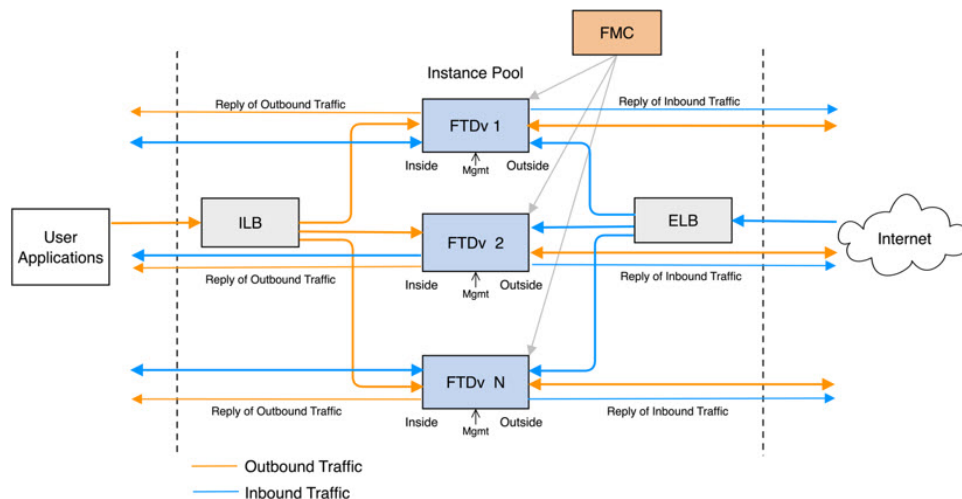 FMC
Instance Pool
Reply of Outbound Traffic
FTDv 1
Reply of Inbound Traffic
Inside
Mgmt
Outside
User
Applications
ILB
FTDv 2
ELB
Internet
Reply of Outbound Traffic
Inside
Mgmt
Outside
Reply of Inbound Traffic
FTDv N
Reply of Outbound Traffic
Inside
Mgmt
Outside
Reply of Inbound Traffic
Outbound Traffic
Inbound Traffic